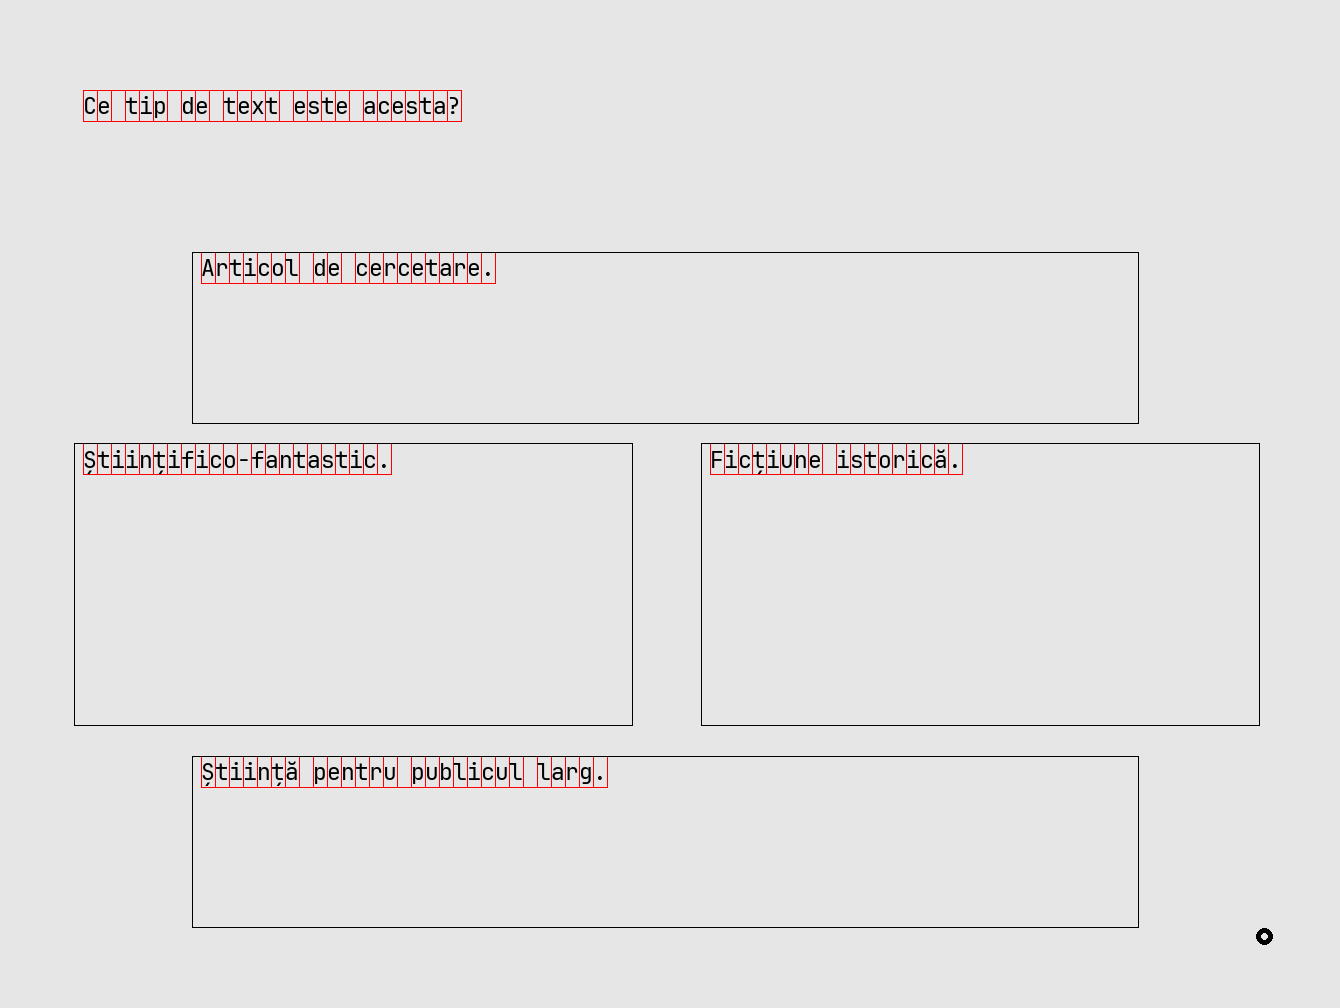 Ce tip de text este acesta?
Articol de cercetare.
Științifico-fantastic.
Ficțiune istorică.
Știință pentru publicul larg.